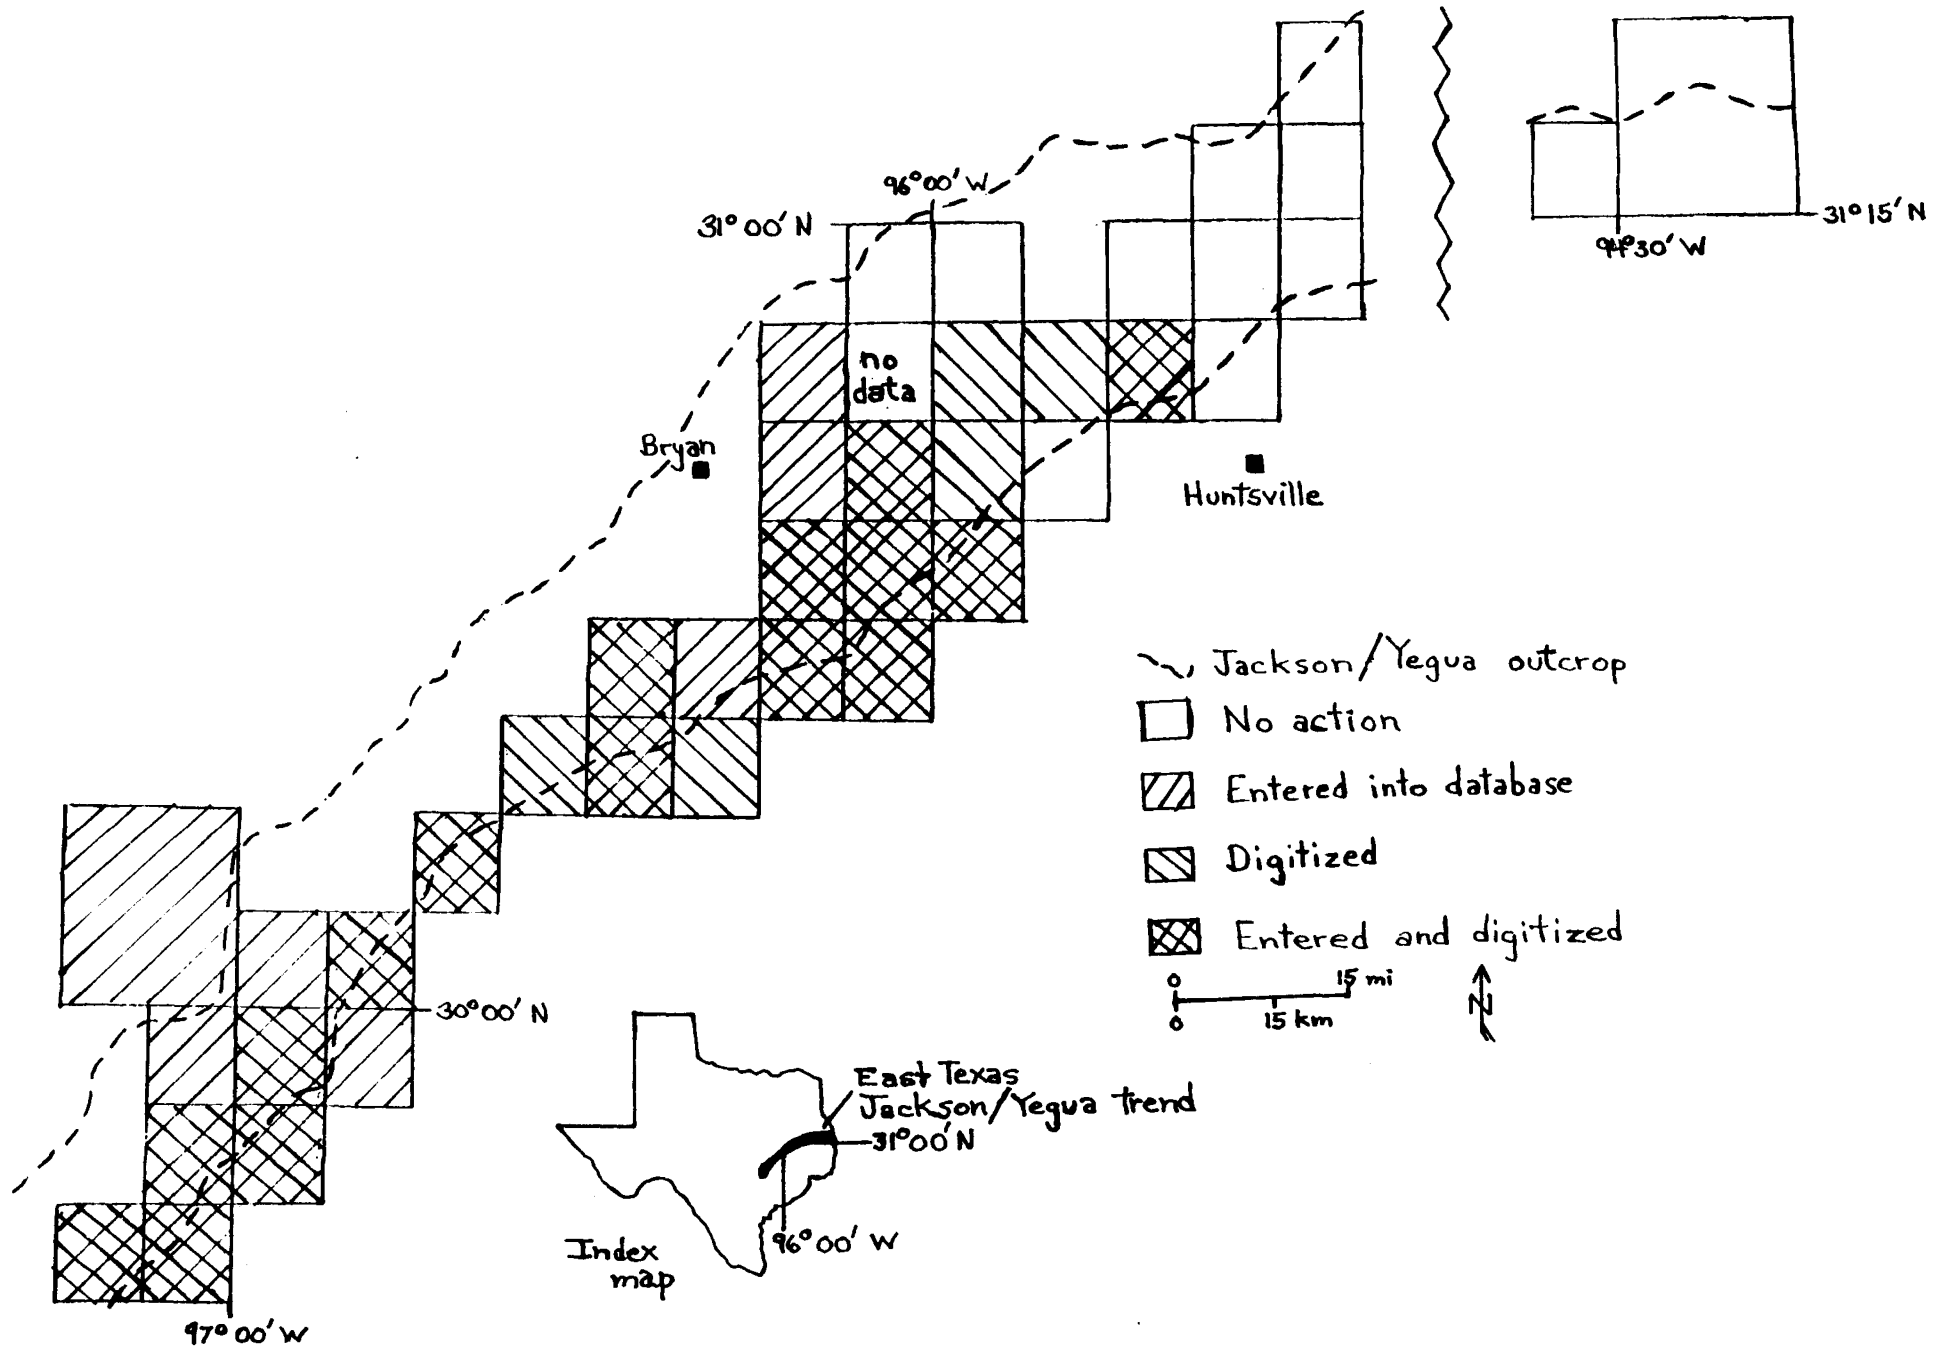 96°00' W
31°00' N
31°15' N
94°30' W
no
data
Bryan
Huntsville
Jackson/Yegua outcrop
No action
Entered into database
Digitized
Entered and digitized
0 15 mi
0 15 km
N
30°00' N
East Texas
Jackson/Yegua trend
31°00' N
96°00' W
Index
map
97°00' W